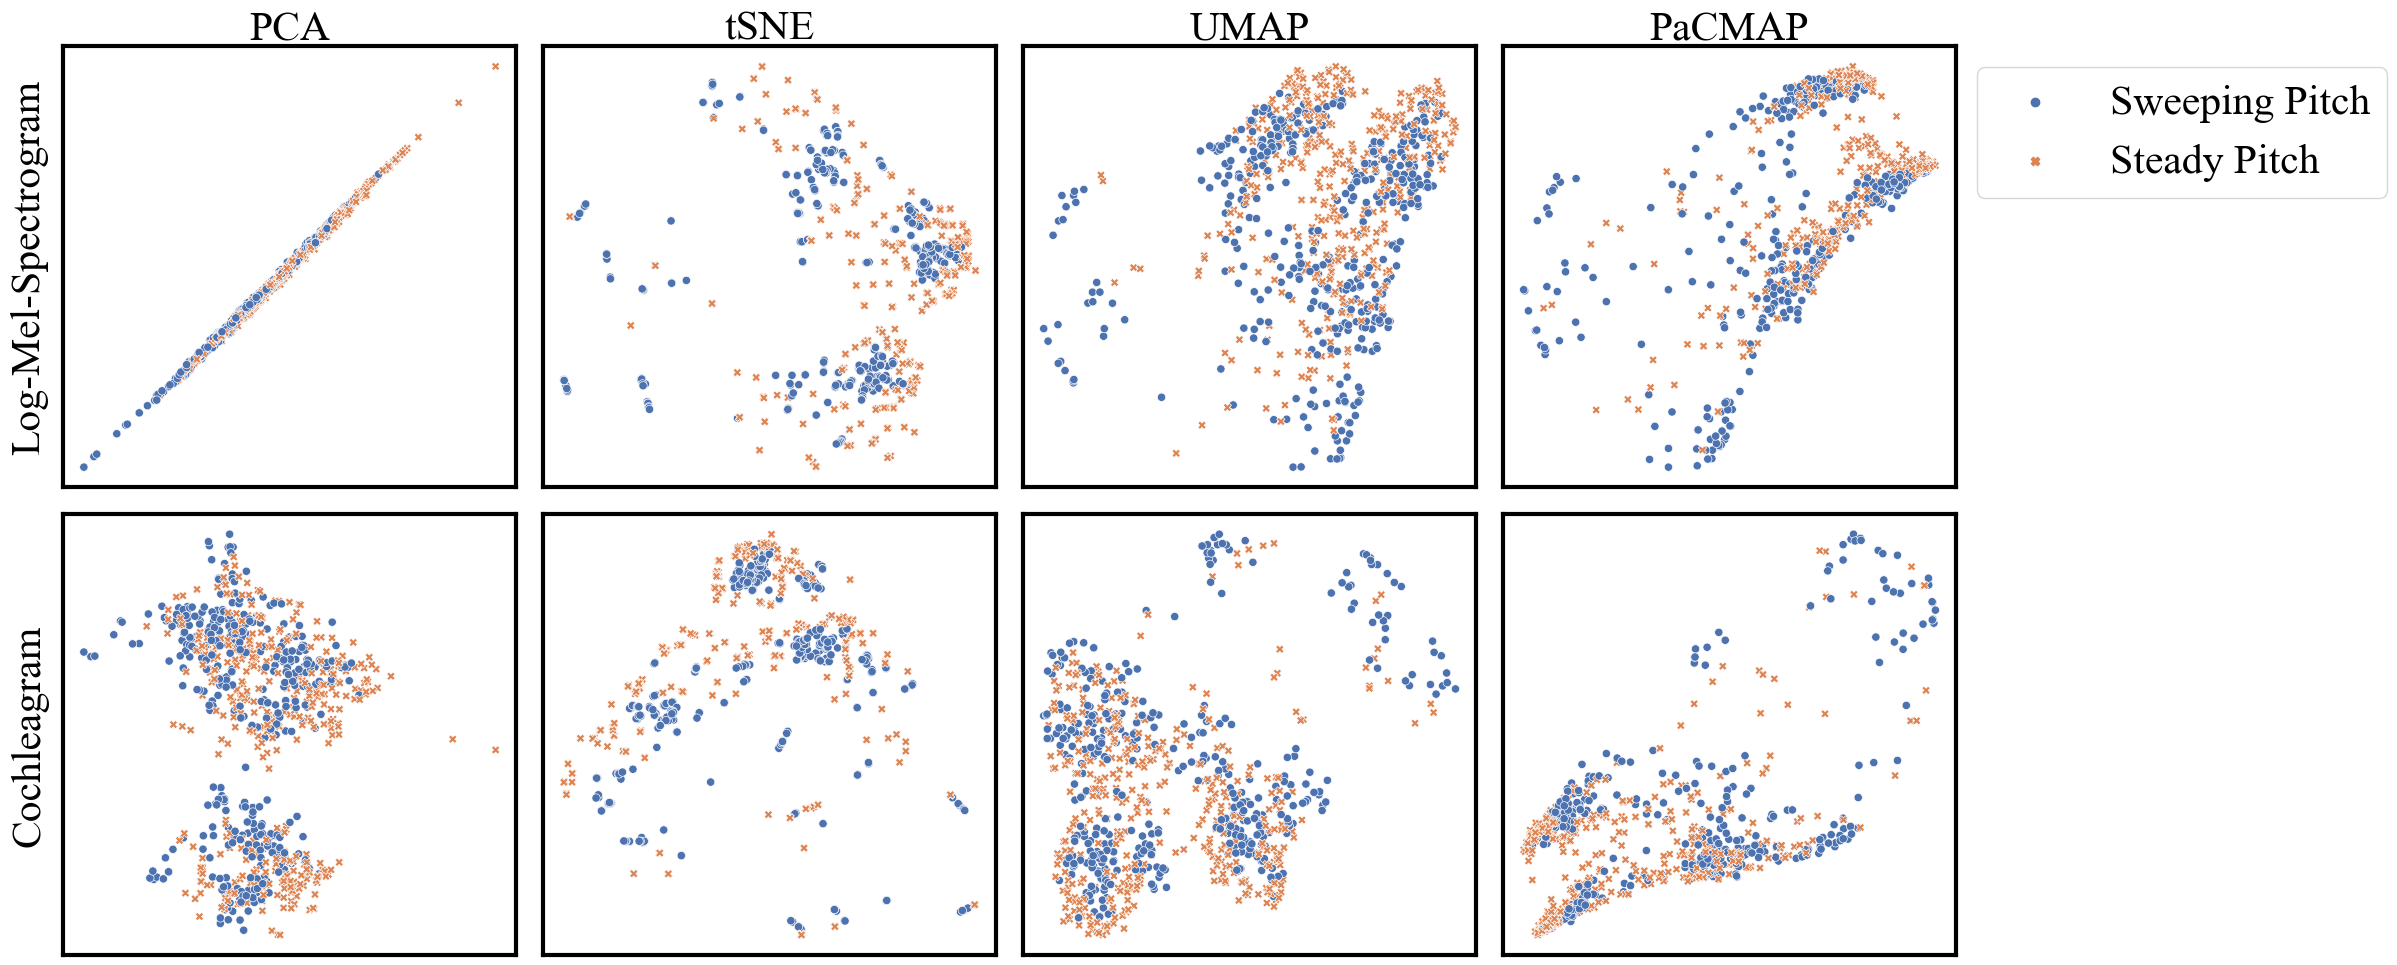 PCA
tSNE
UMAP
PaCMAP
Log-Mel-Spectrogram
Sweeping Pitch
Steady Pitch
Cochleagram